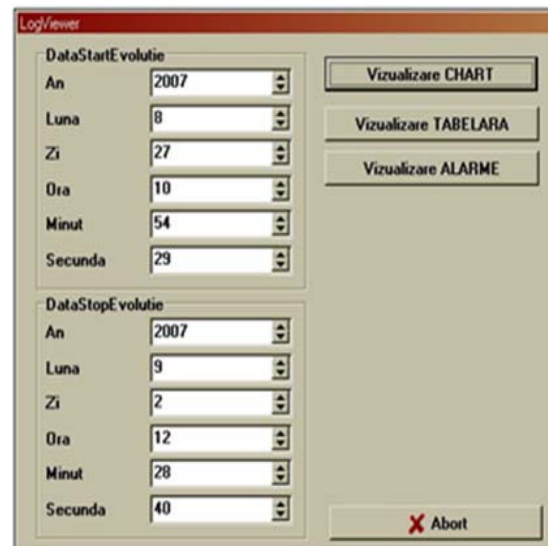 LogViewer
DataStartEvolutie
An 2007
Luna 8
Zi 27
Ora 10
Minut 54
Secunda 29
DataStopEvolutie
An 2007
Luna 9
Zi 2
Ora 12
Minut 28
Secunda 40
Vizualizare CHART
Vizualizare TABELARA
Vizualizare ALARME
Abort